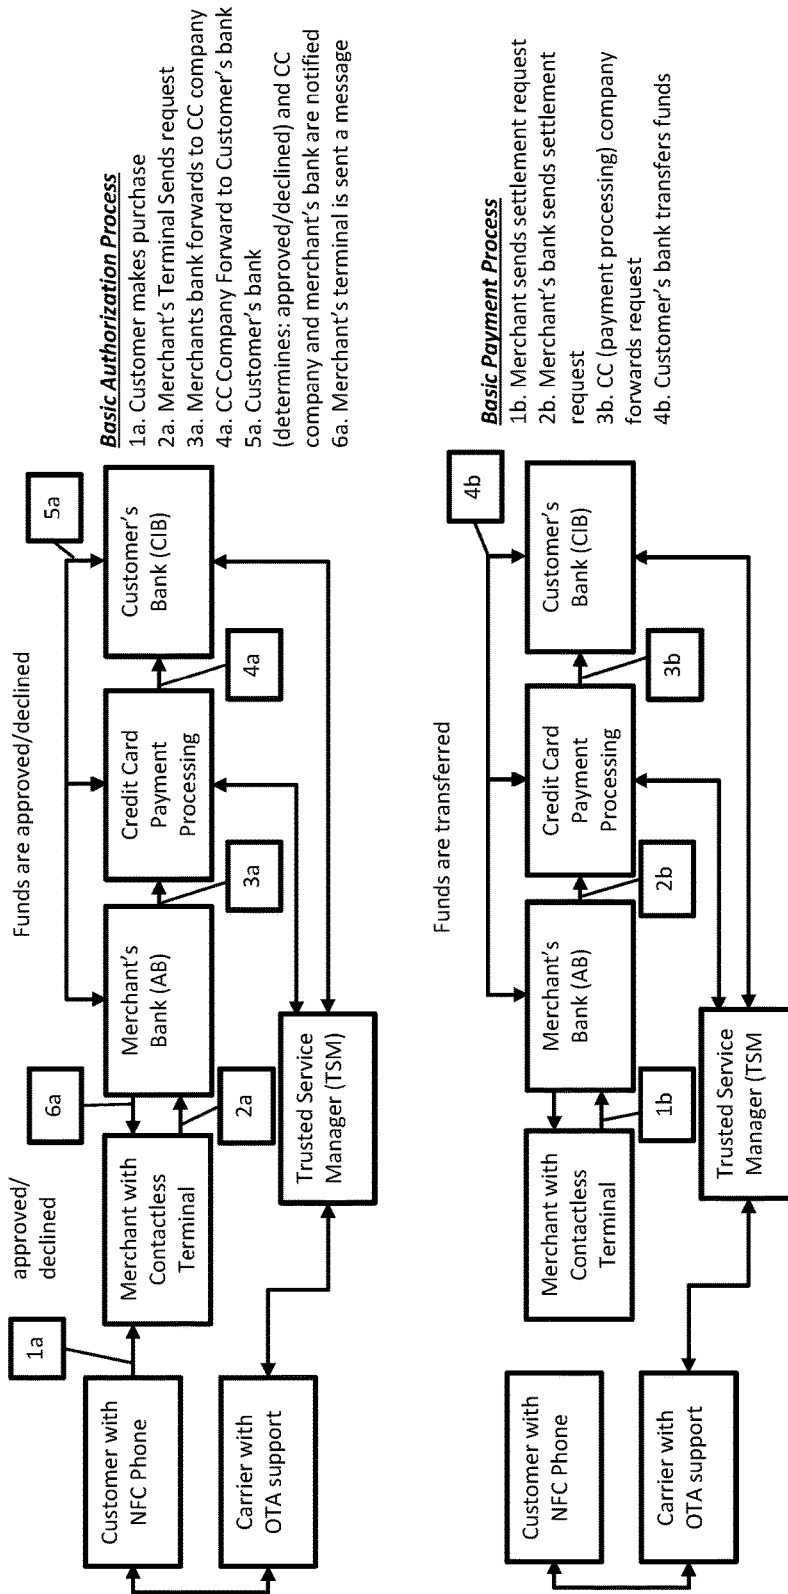 approved/
declined
Funds are approved/declined
1a
6a
5a
Customer with
NFC Phone
Merchant with
Contactless
Terminal
Merchant's
Bank (AB)
Credit Card
Payment
Processing
Customer's
Bank (CIB)
2a
3a
4a
Carrier with
OTA support
Trusted Service
Manager (TSM)
Basic Authorization Process
1a. Customer makes purchase
2a. Merchant's Terminal Sends request
3a. Merchants bank forwards to CC company
4a. CC Company Forward to Customer's bank
5a. Customer's bank
(determines: approved/declined) and CC
company and merchant's bank are notified
6a. Merchant's terminal is sent a message
Funds are transferred
4b
Customer with
NFC Phone
Merchant with
Contactless
Terminal
Merchant's
Bank (AB)
Credit Card
Payment
Processing
Customer's
Bank (CIB)
1b
2b
3b
Carrier with
OTA support
Trusted Service
Manager (TSM
Basic Payment Process
1b. Merchant sends settlement request
2b. Merchant's bank sends settlement
request
3b. CC (payment processing) company
forwards request
4b. Customer's bank transfers funds